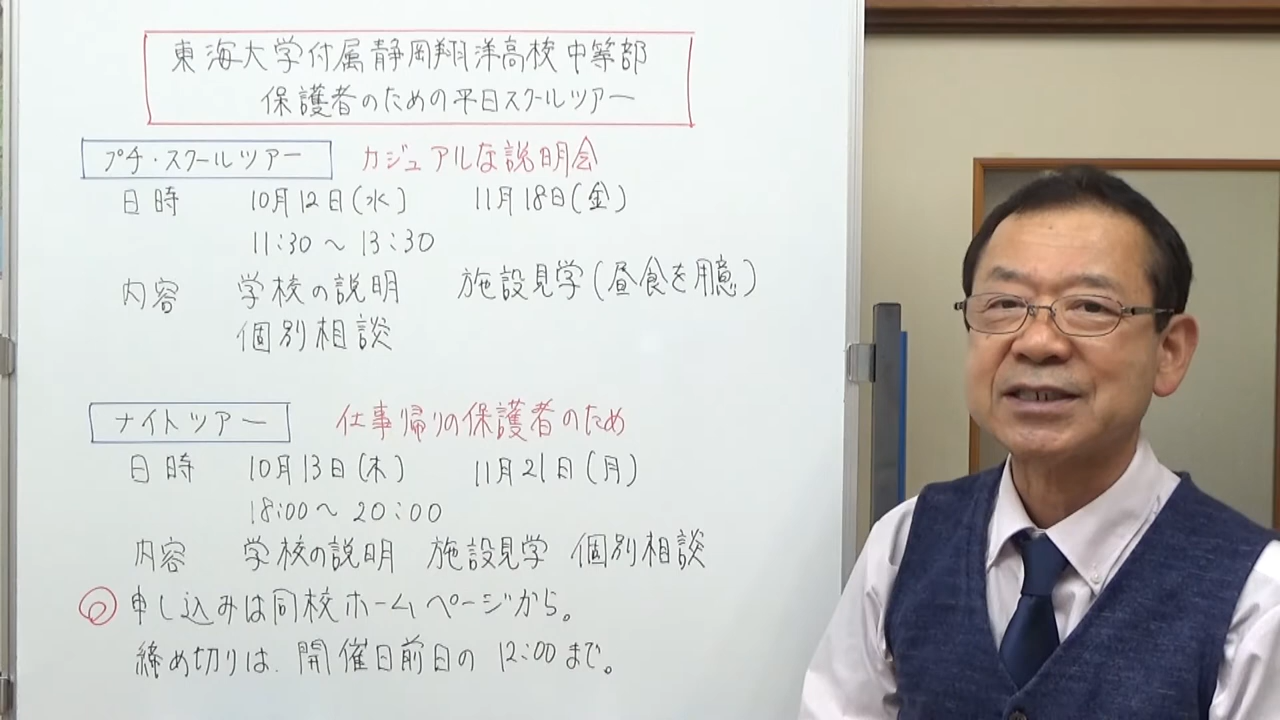 東海大学付属静岡翔洋高校中等部
保護者のための平日スクールツアー
プチ・スクールツアー カジュアルな説明会
日時 10月12日(水) 11月18日(金)
11:30〜13:30
内容 学校の説明 施設見学(昼食を用意)
個別相談
ナイトツアー 仕事帰りの保護者のため
日時 10月13日(木) 11月21日(月)
18:00〜20:00
内容 学校の説明 施設見学 個別相談
申し込みは同校ホームページから。
締め切りは、開催日前日の12:00まで。